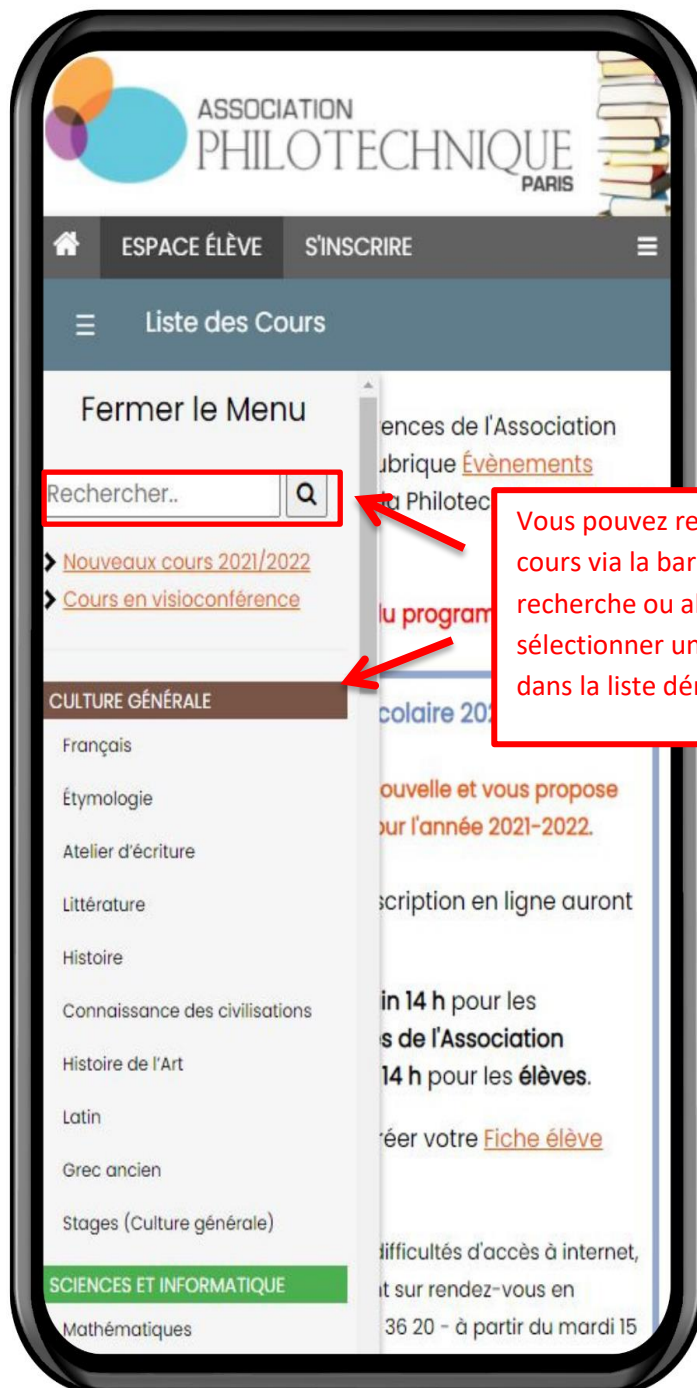 ASSOCIATION
PHILOTECHNIQUE
PARIS
ESPACE ÉLÈVE S'INSCRIRE
Liste des Cours
Fermer le Menu
Rechercher..
Nouveaux cours 2021/2022
Cours en visioconférence
CULTURE GÉNÉRALE
Français
Étymologie
Atelier d'écriture
Littérature
Histoire
Connaissance des civilisations
Histoire de l'Art
Latin
Grec ancien
Stages (Culture générale)
SCIENCES ET INFORMATIQUE
Mathématiques
ences de l'Association
ubrique Évènements
la Philotec
du program
colaire 202
ouvelle et vous propose
our l'année 2021-2022.
scription en ligne auront
in 14 h pour les
s de l'Association
14 h pour les élèves.
réer votre Fiche élève
difficultés d'accès à internet,
t sur rendez-vous en
36 20 - à partir du mardi 15
Vous pouvez re
cours via la bar
recherche ou al
sélectionner un
dans la liste dér